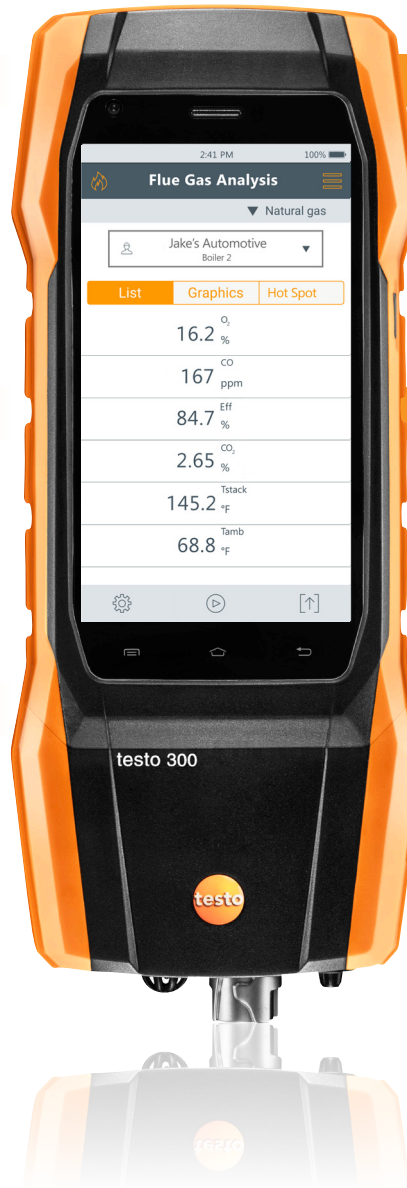 2:41 PM 100%
Flue Gas Analysis
▼ Natural gas
Jake's Automotive ▼
Boiler 2
List Graphics Hot Spot
16.2 O₂ %
167 CO ppm
84.7 Eff %
2.65 CO₂ %
145.2 Tstack °F
68.8 Tamb °F
testo 300
testo